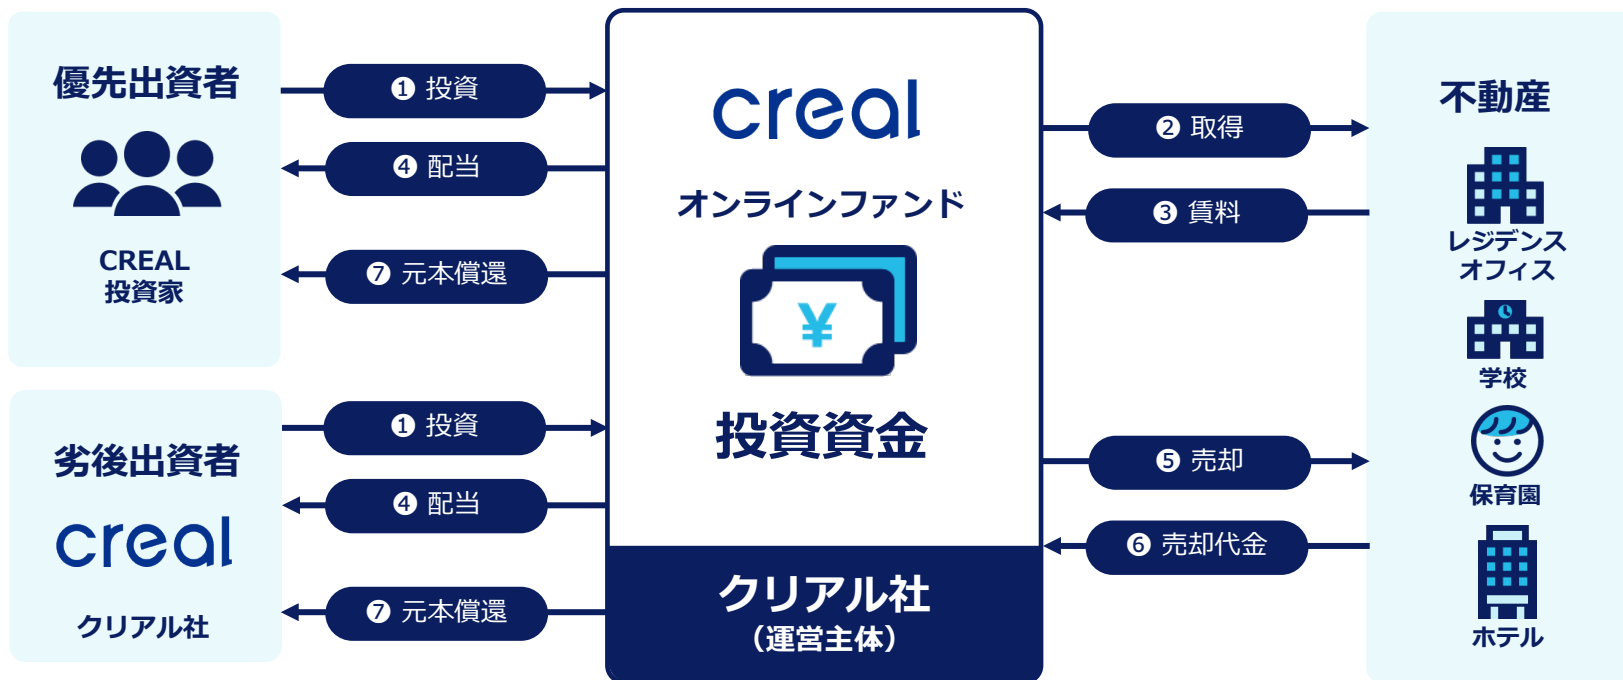 優先出資者
CREAL
投資家
❶ 投資
❹ 配当
❼ 元本償還
劣後出資者
creal
クリアル社
❶ 投資
❹ 配当
❼ 元本償還
creal
オンラインファンド
¥
投資資金
クリアル社
（運営主体）
❷ 取得
❸ 賃料
❺ 売却
❻ 売却代金
不動産
レジデンス
オフィス
学校
保育園
ホテル